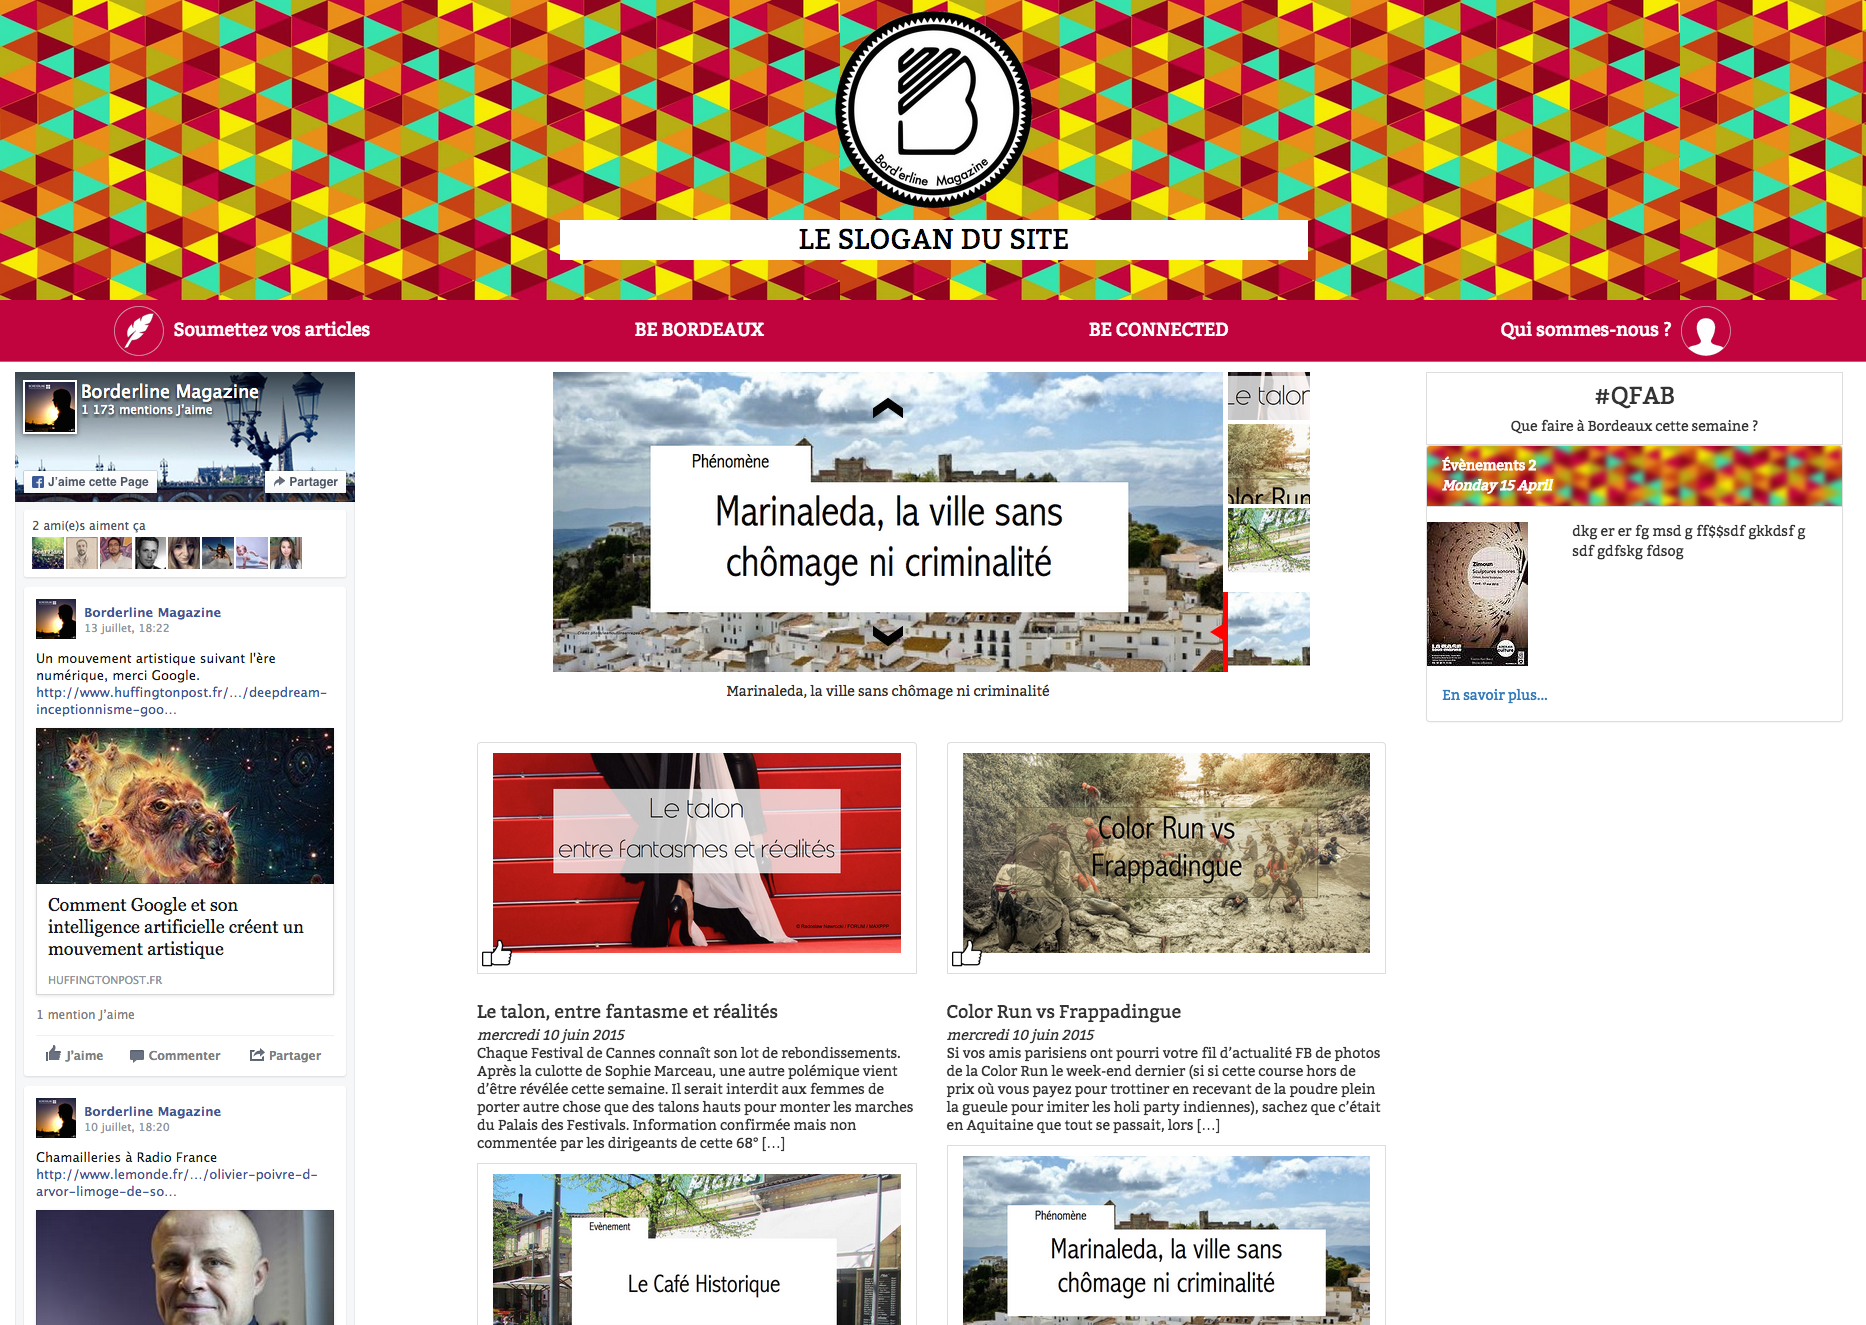 Bord'erline Magazine
LE SLOGAN DU SITE
Soumettez vos articles
BE BORDEAUX
BE CONNECTED
Qui sommes-nous ?
Borderline Magazine
1 173 mentions J'aime
J'aime cette Page
Partager
2 ami(e)s aiment ça
Borderline Magazine
13 juillet, 18:22
Un mouvement artistique suivant l'ère
numérique, merci Google.
http://www.huffingtonpost.fr/…/deepdream-
inceptionnisme-goo…
Comment Google et son
intelligence artificielle créent un
mouvement artistique
HUFFINGTONPOST.FR
1 mention J'aime
J'aime
Commenter
Partager
Borderline Magazine
10 juillet, 18:20
Chamailleries à Radio France
http://www.lemonde.fr/…/olivier-poivre-d-
arvor-limoge-de-so…
Phénomène
Marinaleda, la ville sans
chômage ni criminalité
Le talon
olor Run
Marinaleda, la ville sans chômage ni criminalité
Le talon
entre fantasmes et réalités
Le talon, entre fantasme et réalités
mercredi 10 juin 2015
Chaque Festival de Cannes connaît son lot de rebondissements.
Après la culotte de Sophie Marceau, une autre polémique vient
d'être révélée cette semaine. Il serait interdit aux femmes de
porter autre chose que des talons hauts pour monter les marches
du Palais des Festivals. Information confirmée mais non
commentée par les dirigeants de cette 68° […]
Evènement
Le Café Historique
Color Run vs
Frappadingue
Color Run vs Frappadingue
mercredi 10 juin 2015
Si vos amis parisiens ont pourri votre fil d'actualité FB de photos
de la Color Run le week-end dernier (si si cette course hors de
prix où vous payez pour trottiner en recevant de la poudre plein
la gueule pour imiter les holi party indiennes), sachez que c'était
en Aquitaine que tout se passait, lors […]
Phénomène
Marinaleda, la ville sans
chômage ni criminalité
#QFAB
Que faire à Bordeaux cette semaine ?
Évènements 2
Monday 15 April
Zimoun
Sculptures sonores
dkg er er fg msd g ff$$sdf gkkdsf g
sdf gdfskg fdsog
En savoir plus...